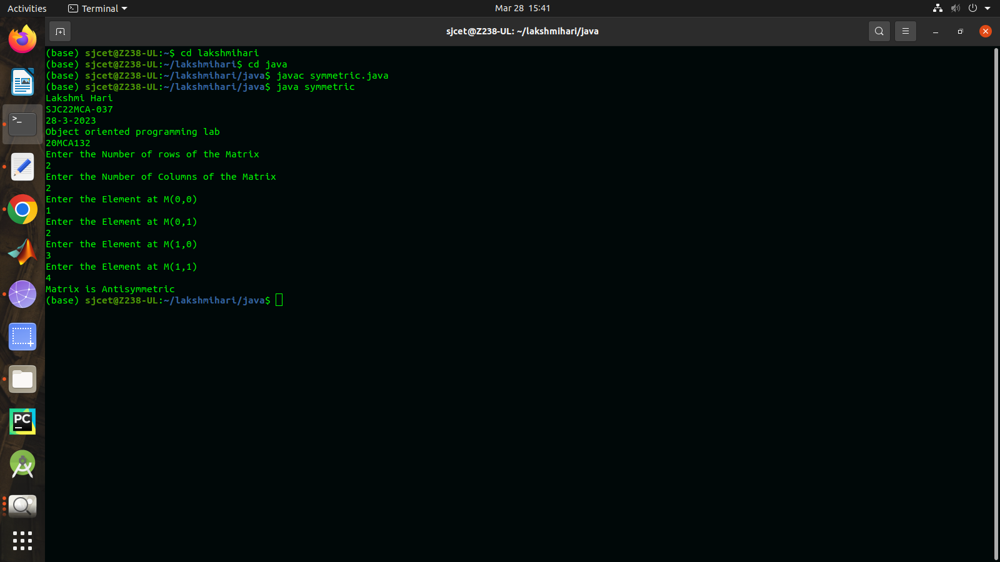 Activities
Terminal
Mar 28 15:41
sjcet@Z238-UL: ~/lakshmihari/java
(base) sjcet@Z238-UL:~$ cd lakshmihari
(base) sjcet@Z238-UL:~/lakshmihari$ cd java
(base) sjcet@Z238-UL:~/lakshmihari/java$ javac symmetric.java
(base) sjcet@Z238-UL:~/lakshmihari/java$ java symmetric
Lakshmi Hari
SJC22MCA-037
28-3-2023
Object oriented programming lab
20MCA132
Enter the Number of rows of the Matrix
2
Enter the Number of Columns of the Matrix
2
Enter the Element at M(0,0)
1
Enter the Element at M(0,1)
2
Enter the Element at M(1,0)
3
Enter the Element at M(1,1)
4
Matrix is Antisymmetric
(base) sjcet@Z238-UL:~/lakshmihari/java$
>_
PC